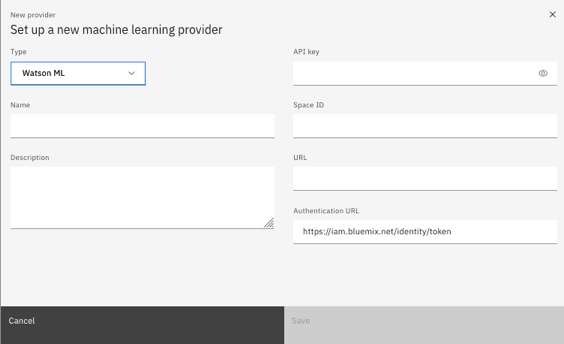 New provider
Set up a new machine learning provider
Type
Watson ML
Name
Description
API key
Space ID
URL
Authentication URL
https://iam.bluemix.net/identity/token
Cancel
Save